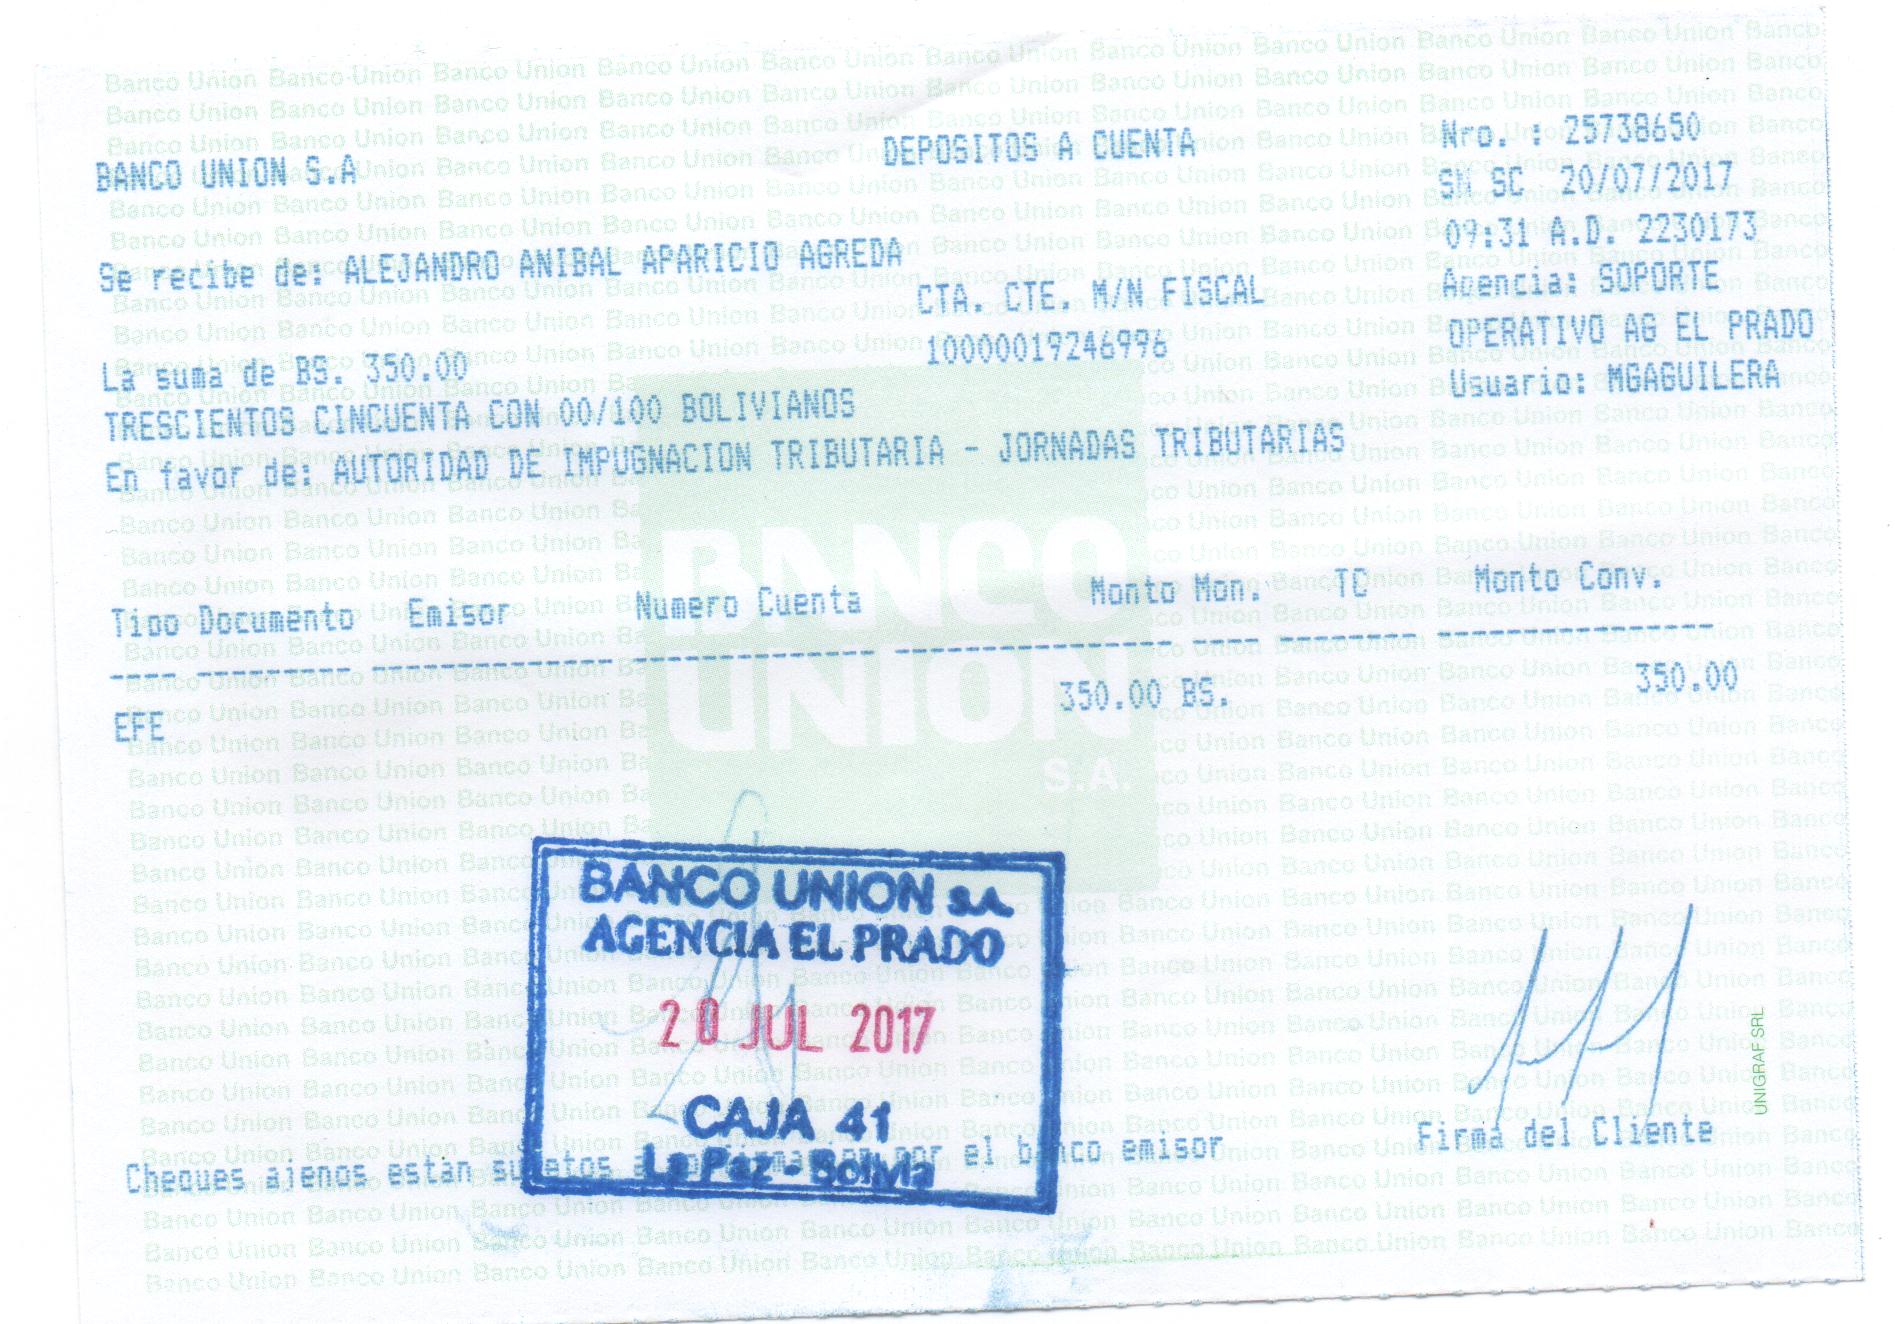 BANCO UNION S.A
DEPOSITOS A CUENTA
Nro. : 25738650
SM SC 20/07/2017
09:31 A.D. 2230173
Se recibe de: ALEJANDRO ANIBAL APARICIO AGREDA
CTA. CTE. M/N FISCAL
Agencia: SOPORTE
10000019246996
OPERATIVO AG EL PRADO
La suma de BS 350.00
Usuario: MGAGUILERA
TRESCIENTOS CINCUENTA CON 00/100 BOLIVIANOS
En favor de: AUTORIDAD DE IMPUGNACION TRIBUTARIA - JORNADAS TRIBUTARIAS
Tipo Documento Emisor Numero Cuenta Monto Mon. TC Monto Conv.
EFE 350.00 BS. 350.00
BANCO
UNION
S.A.
BANCO UNION S.A.
AGENCIA EL PRADO
20 JUL 2017
CAJA 41
La Paz - Bolivia
Cheques ajenos están sujetos a por el banco emisor
Firma del Cliente
UNIGRAF SRL